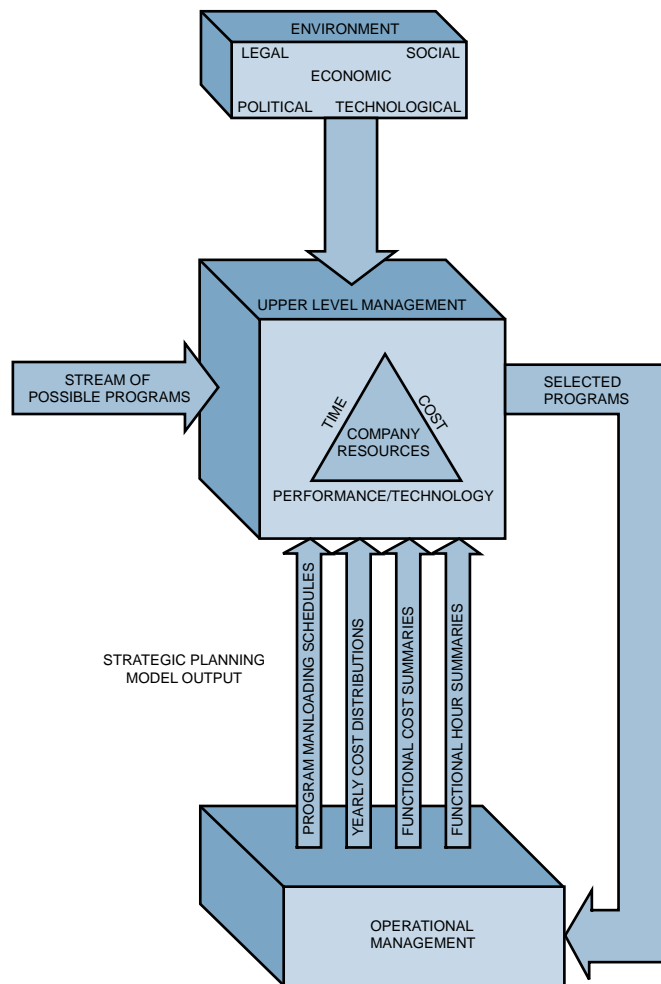 ENVIRONMENT
LEGAL SOCIAL
ECONOMIC
POLITICAL TECHNOLOGICAL
UPPER LEVEL MANAGEMENT
STREAM OF
POSSIBLE PROGRAMS
TIME
COST
COMPANY
RESOURCES
PERFORMANCE/TECHNOLOGY
SELECTED
PROGRAMS
STRATEGIC PLANNING
MODEL OUTPUT
PROGRAM MANLOADING SCHEDULES
YEARLY COST DISTRIBUTIONS
FUNCTIONAL COST SUMMARIES
FUNCTIONAL HOUR SUMMARIES
OPERATIONAL
MANAGEMENT